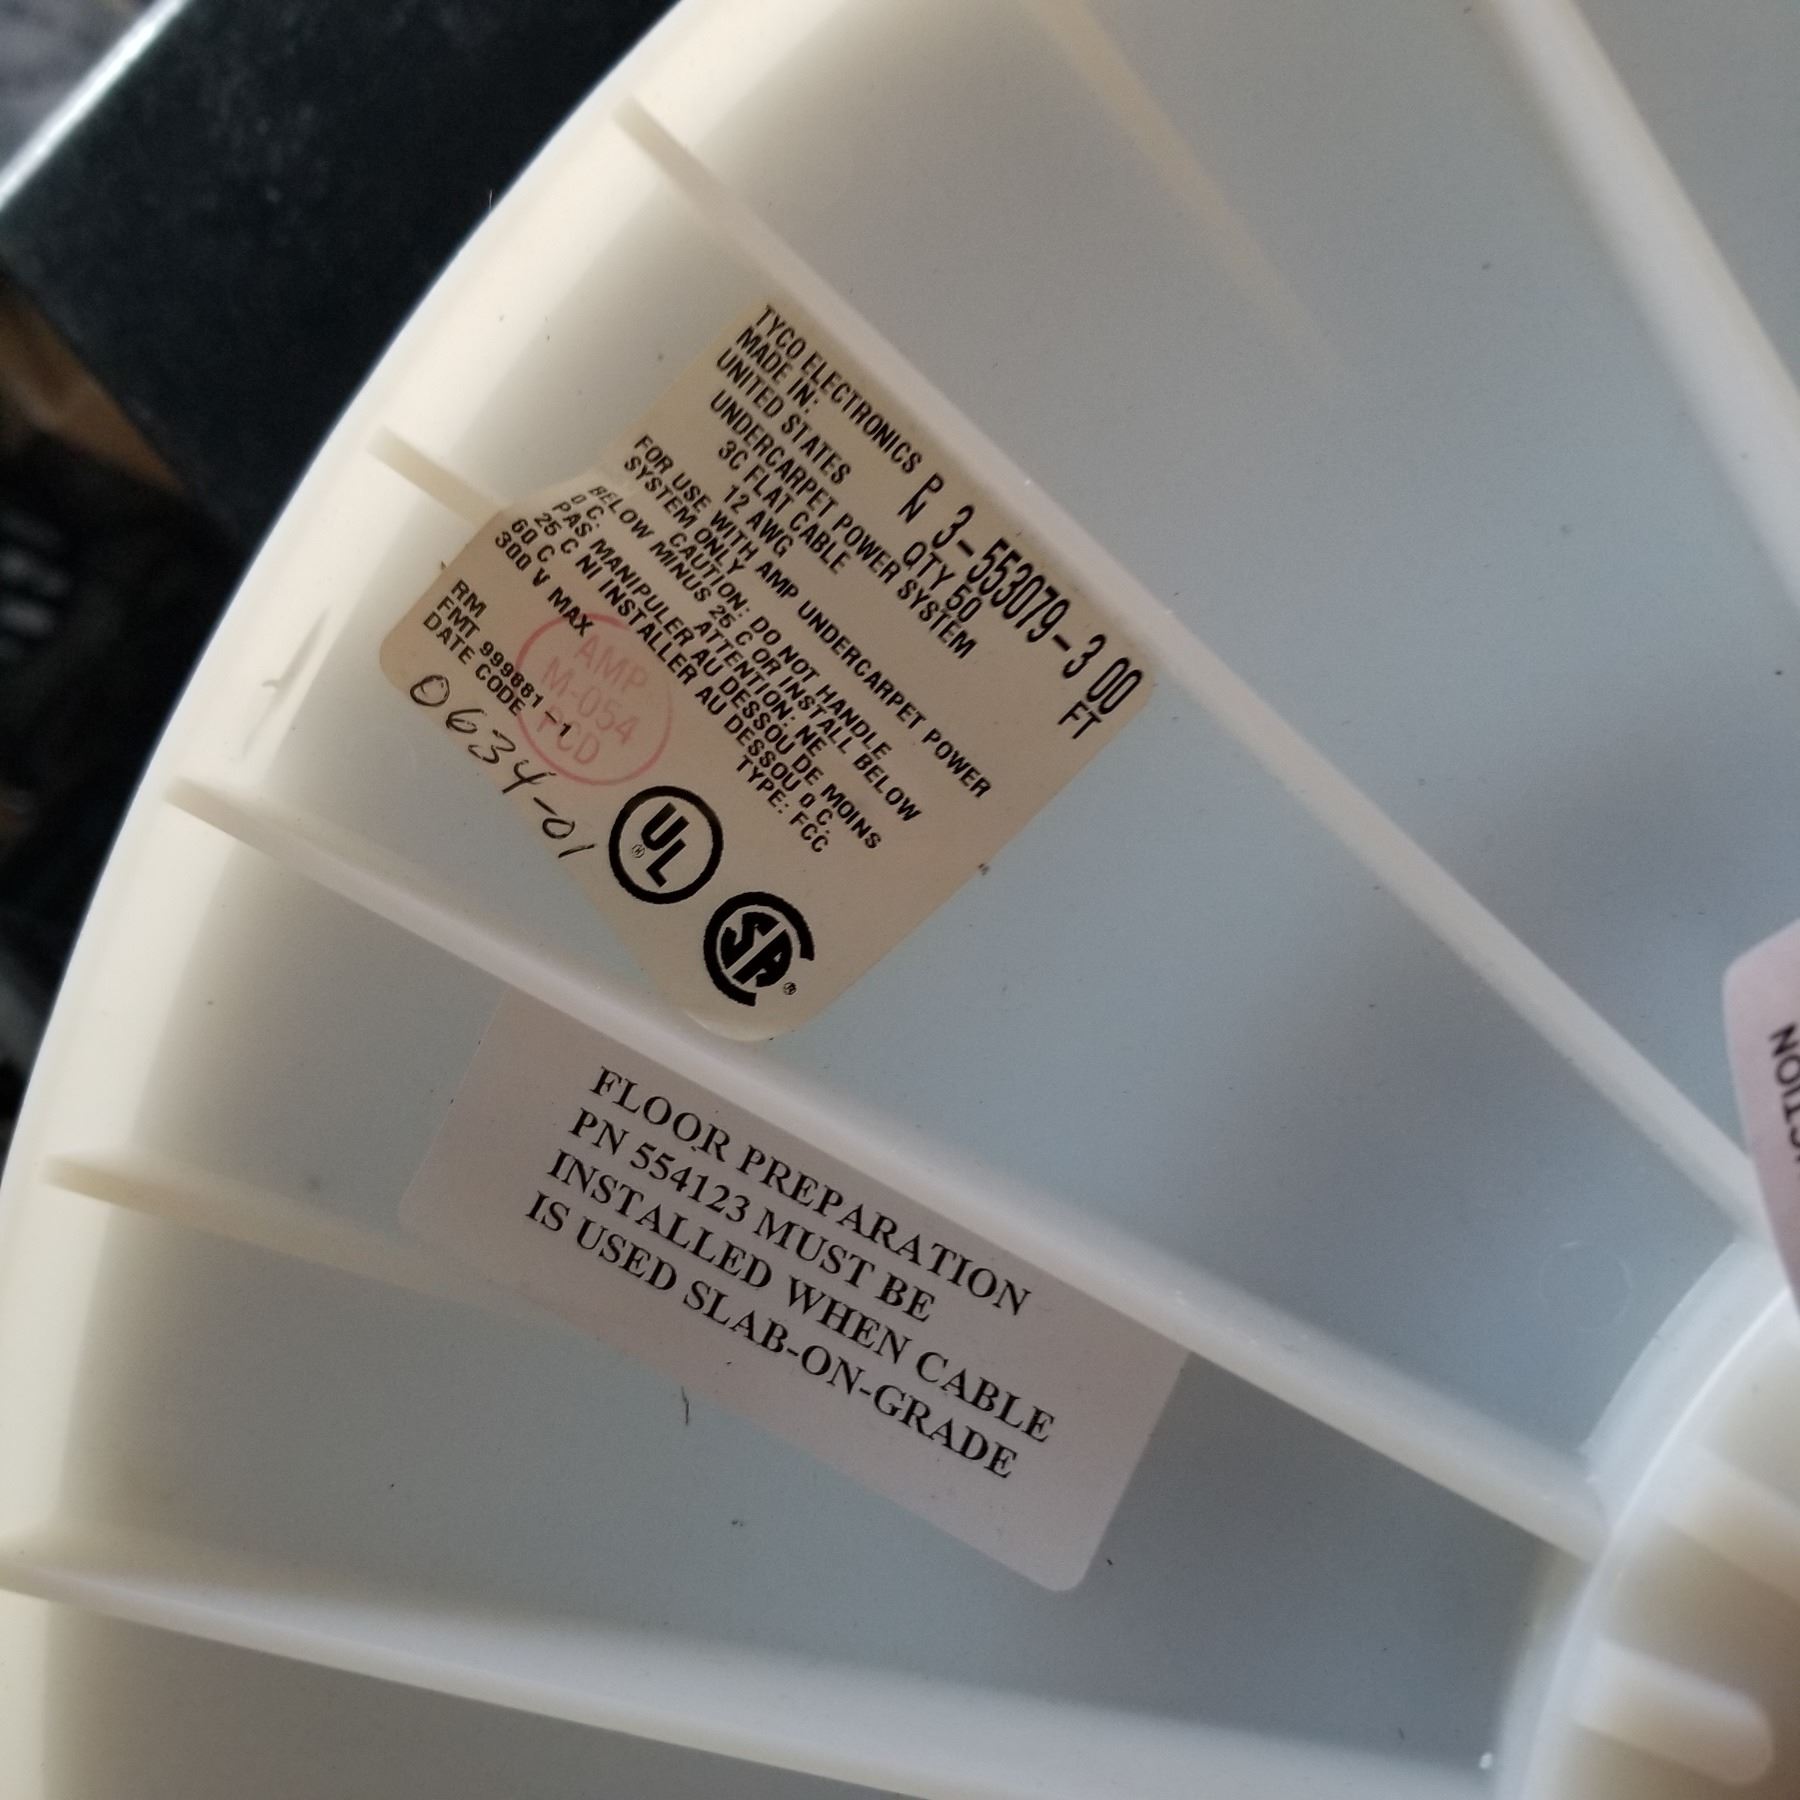 TYCO ELECTRONICS
MADE IN:
UNITED STATES
PN 3-553079-3 00
QTY 50 FT
UNDERCARPET POWER SYSTEM
3C FLAT CABLE
12 AWG
FOR USE WITH AMP UNDERCARPET POWER
SYSTEM ONLY
CAUTION: DO NOT HANDLE
BELOW MINUS 25 C OR INSTALL BELOW
0 C.
ATTENTION: NE
PAS MANIPULER AU DESSOU DE MOINS
25 C NI INSTALLER AU DESSOU 0 C.
60 C
TYPE: FCC
300 V MAX
AMP
M-054
PCD
RM
FMT 999881-1
DATE CODE
0634-01
UL
SA
FLOOR PREPARATION
PN 554123 MUST BE
INSTALLED WHEN CABLE
IS USED SLAB-ON-GRADE